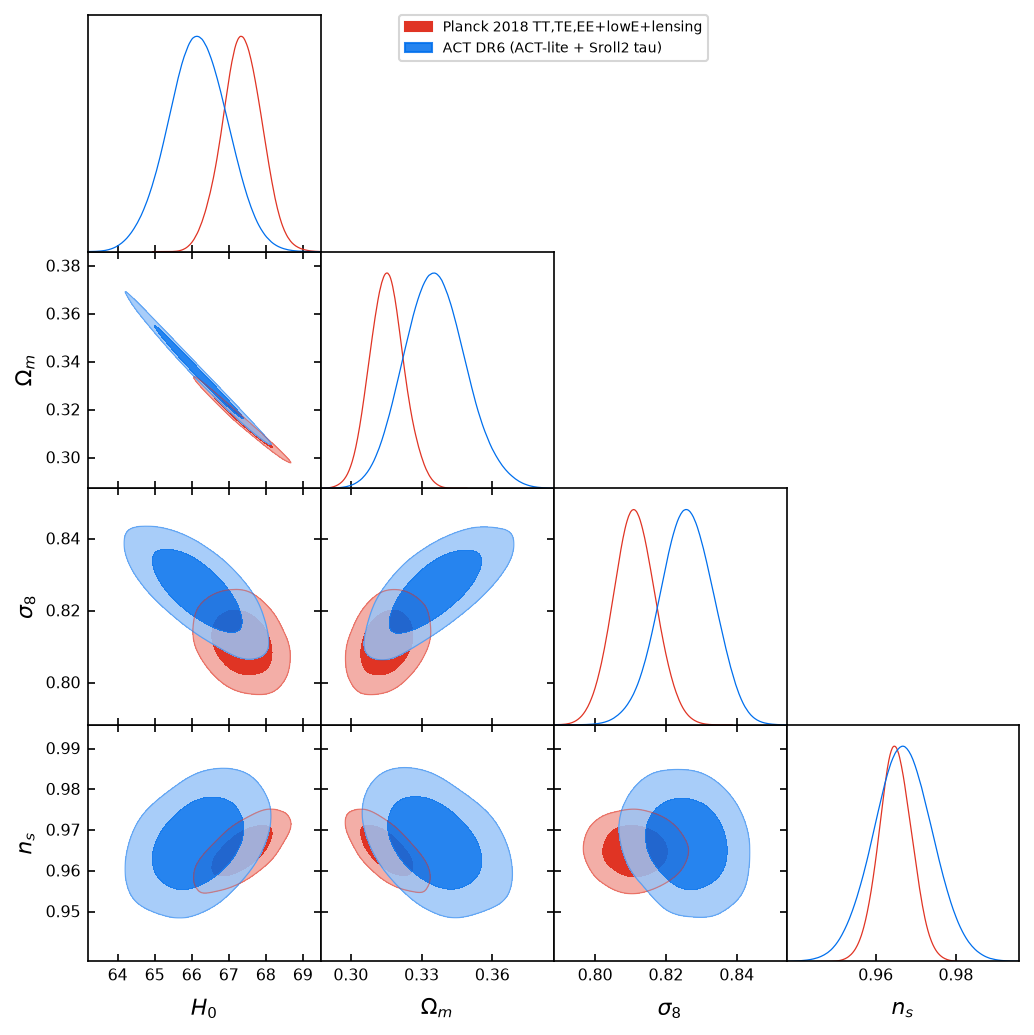 Planck 2018 TT,TE,EE+lowE+lensing
ACT DR6 (ACT-lite + Sroll2 tau)
0.38
0.36
0.34
0.32
0.30
Ωm
0.84
0.82
0.80
σ8
0.99
0.98
0.97
0.96
0.95
ns
64 65 66 67 68 69
0.30 0.33 0.36
0.80 0.82 0.84
0.96 0.98
H0
Ωm
σ8
ns